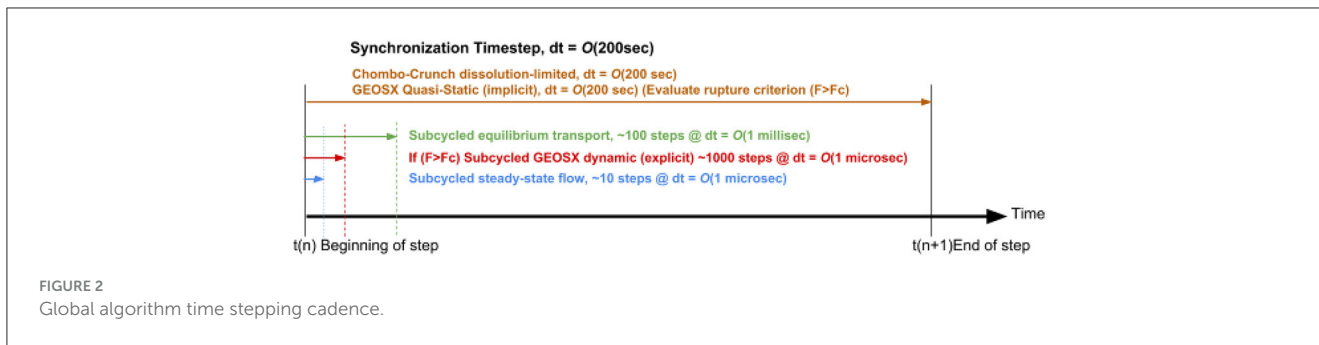 Synchronization Timestep, dt = O(200sec)
Chombo-Crunch dissolution-limited, dt = O(200 sec)
GEOSX Quasi-Static (implicit), dt = O(200 sec) (Evaluate rupture criterion (F>Fc)
Subcycled equilibrium transport, ~100 steps @ dt = O(1 millisec)
If (F>Fc) Subcycled GEOSX dynamic (explicit) ~1000 steps @ dt = O(1 microsec)
Subcycled steady-state flow, ~10 steps @ dt = O(1 microsec)
Time
t(n) Beginning of step
t(n+1)End of step
FIGURE 2
Global algorithm time stepping cadence.